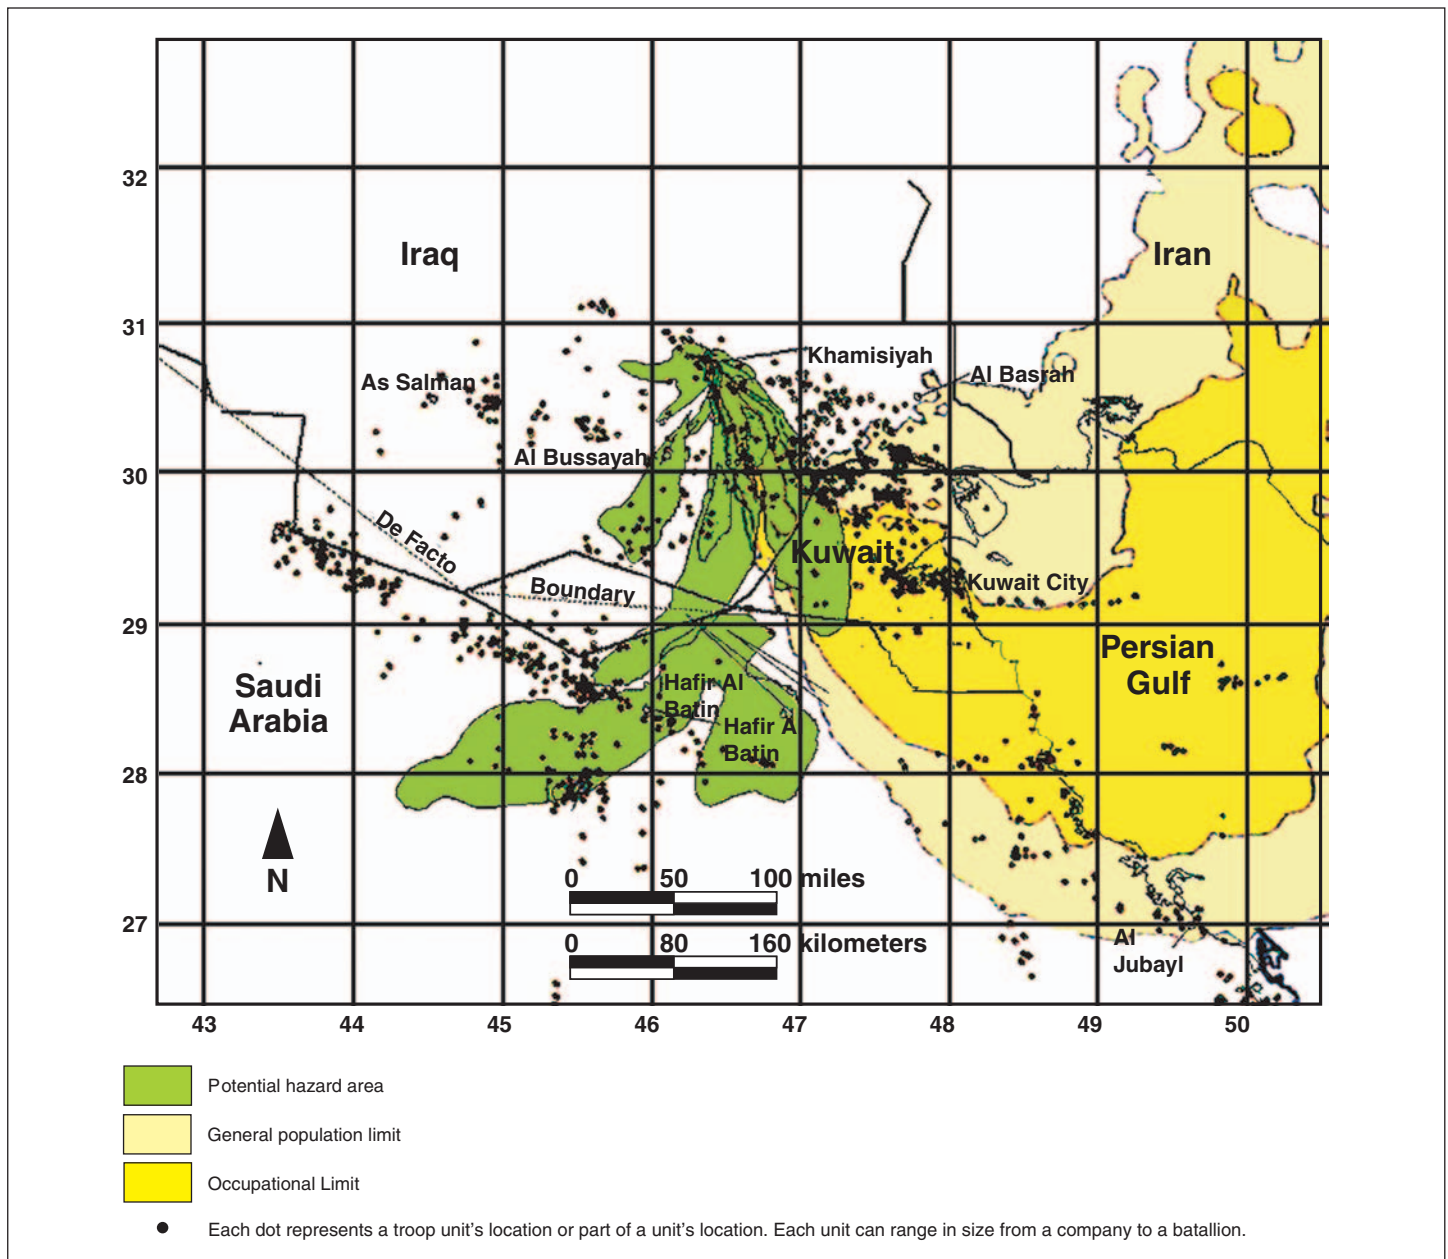 32
Iraq
Iran
31
Khamisiyah
As Salman
Al Basrah
Al Bussayah
30
De Facto
Kuwait
Boundary
Kuwait City
29
Persian
Gulf
Saudi
Arabia
Hafir Al
Batin
Hafir A
Batin
28
N
0 50 100 miles
27
0 80 160 kilometers
Al
Jubayl
43 44 45 46 47 48 49 50
Potential hazard area
General population limit
Occupational Limit
Each dot represents a troop unit's location or part of a unit's location. Each unit can range in size from a company to a batallion.